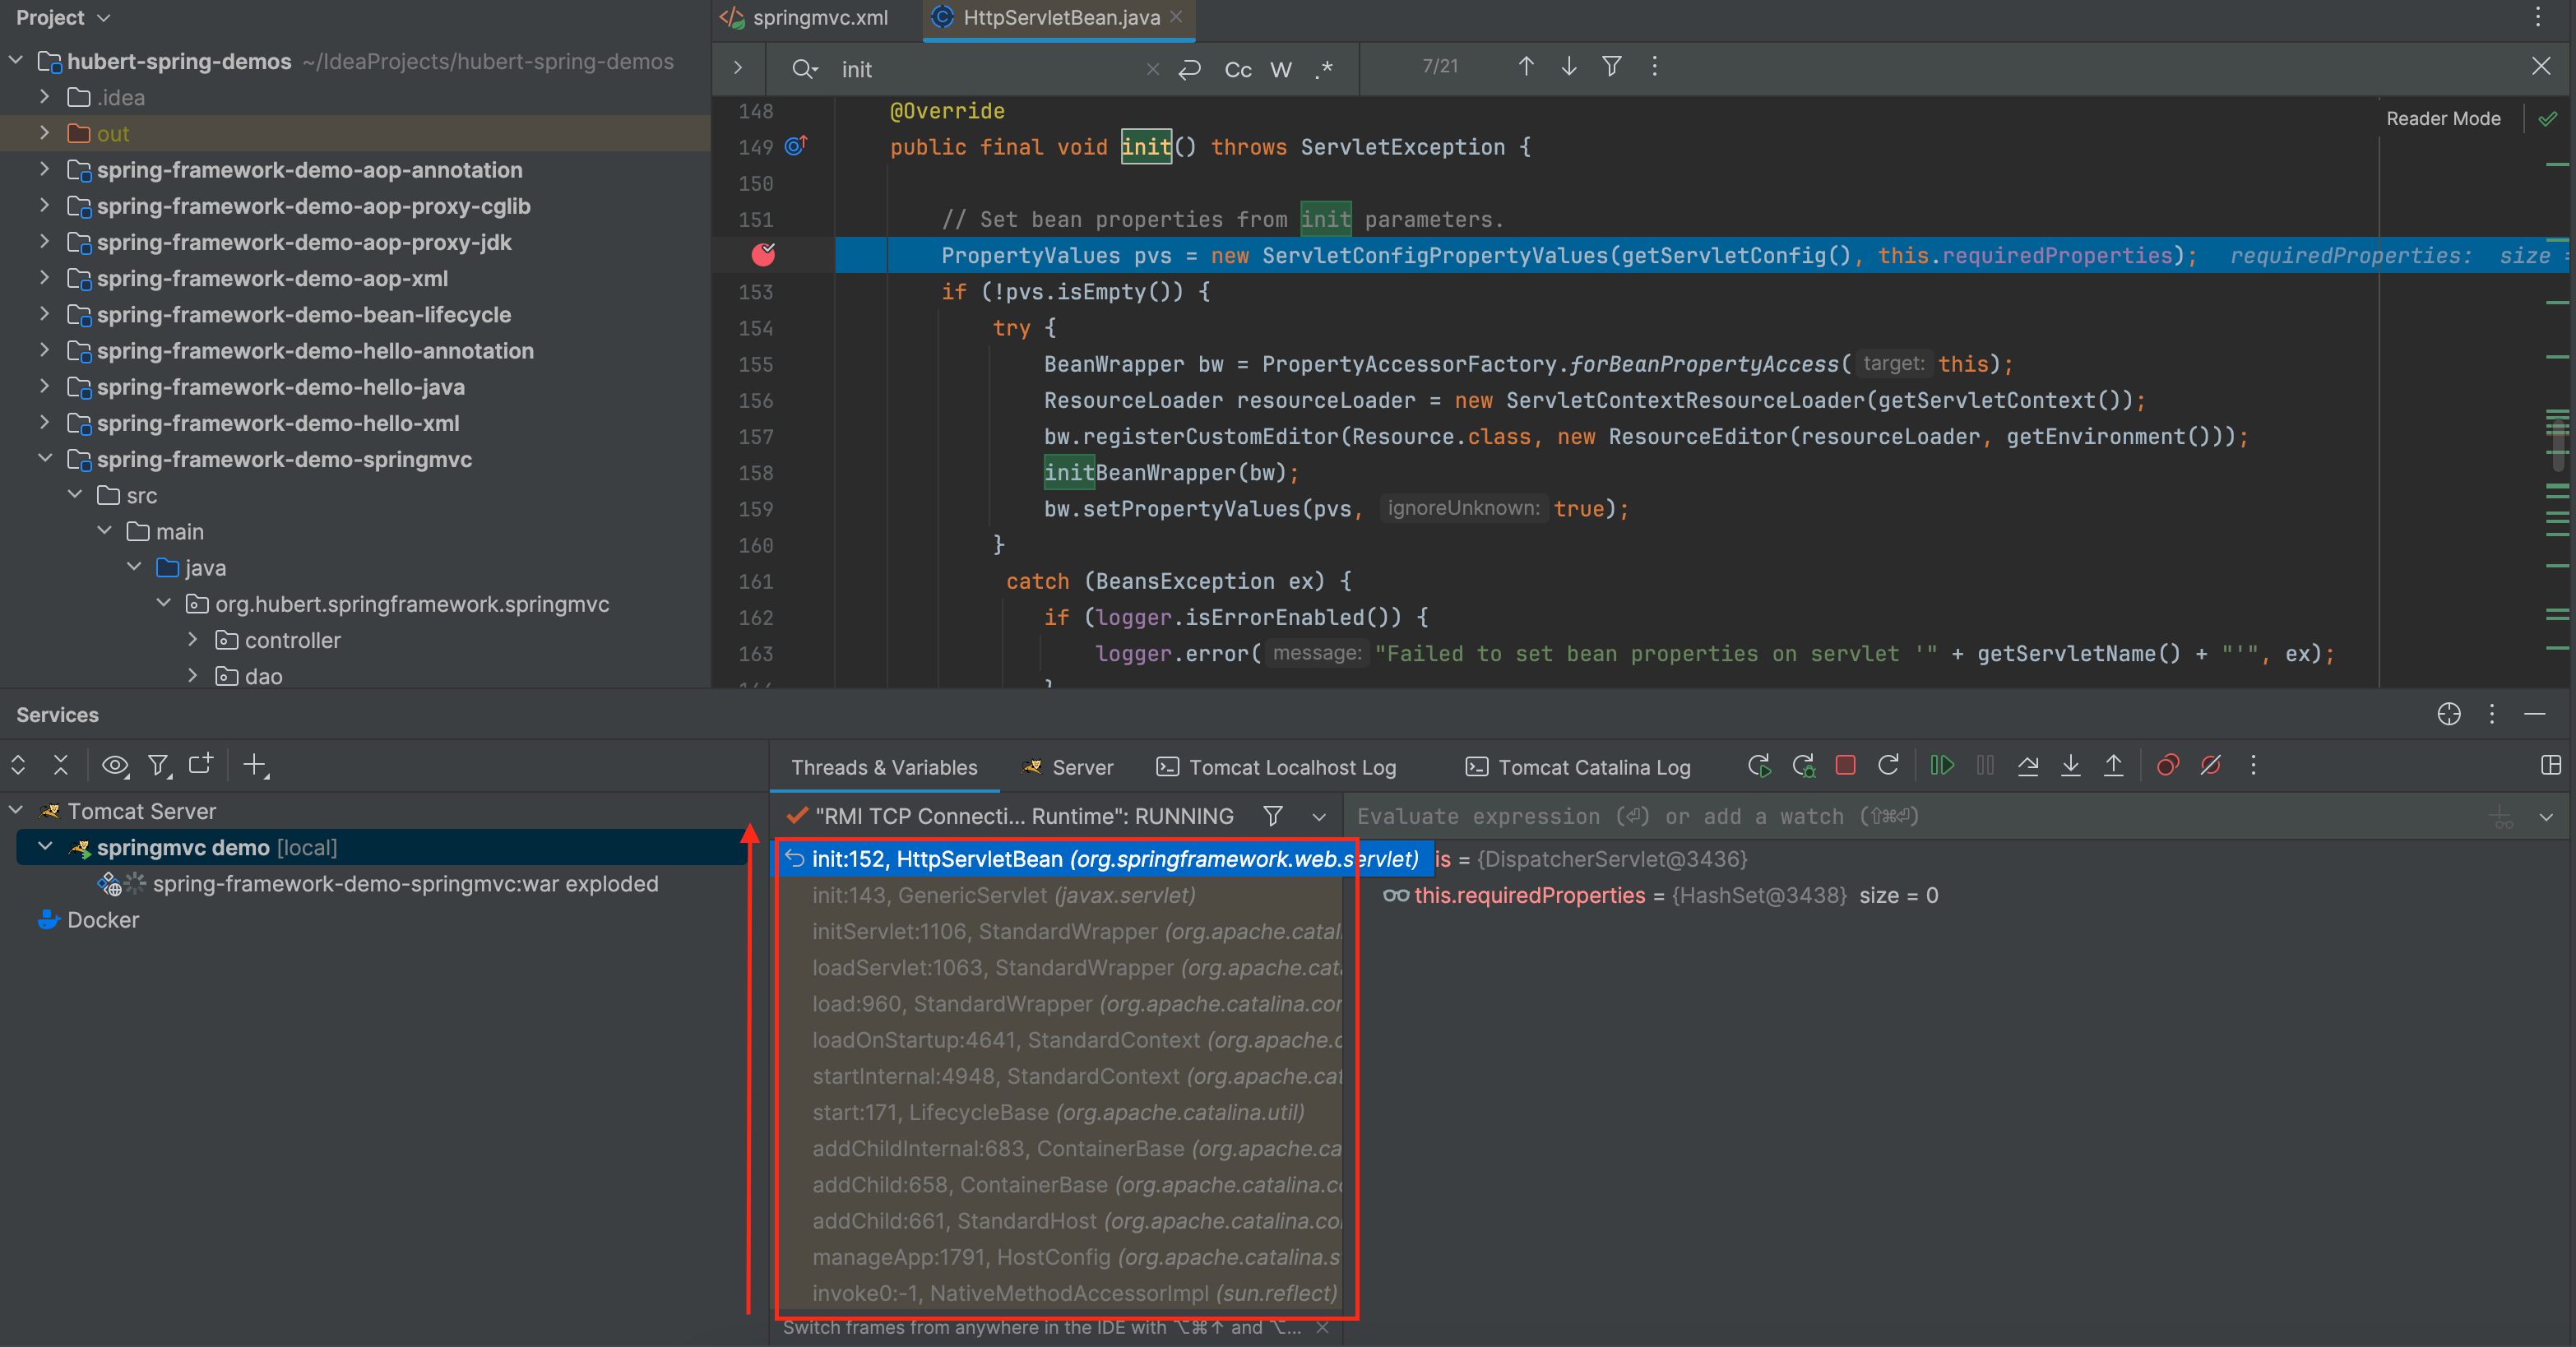 Project
hubert-spring-demos ~/IdeaProjects/hubert-spring-demos
.idea
out
spring-framework-demo-aop-annotation
spring-framework-demo-aop-proxy-cglib
spring-framework-demo-aop-proxy-jdk
spring-framework-demo-aop-xml
spring-framework-demo-bean-lifecycle
spring-framework-demo-hello-annotation
spring-framework-demo-hello-java
spring-framework-demo-hello-xml
spring-framework-demo-springmvc
src
main
java
org.hubert.springframework.springmvc
controller
dao
springmvc.xml HttpServletBean.java
init Cc W .* 7/21
Reader Mode
148 @Override
149 public final void init() throws ServletException {
150
151 // Set bean properties from init parameters.
PropertyValues pvs = new ServletConfigPropertyValues(getServletConfig(), this.requiredProperties); requiredProperties: size =
153 if (!pvs.isEmpty()) {
154 try {
155 BeanWrapper bw = PropertyAccessorFactory.forBeanPropertyAccess( target: this);
156 ResourceLoader resourceLoader = new ServletContextResourceLoader(getServletContext());
157 bw.registerCustomEditor(Resource.class, new ResourceEditor(resourceLoader, getEnvironment()));
158 initBeanWrapper(bw);
159 bw.setPropertyValues(pvs, ignoreUnknown: true);
160 }
161 catch (BeansException ex) {
162 if (logger.isErrorEnabled()) {
163 logger.error( message: "Failed to set bean properties on servlet '" + getServletName() + "'", ex);
Services
Tomcat Server
springmvc demo [local]
spring-framework-demo-springmvc:war exploded
Docker
Threads & Variables Server Tomcat Localhost Log Tomcat Catalina Log
"RMI TCP Connecti... Runtime": RUNNING
init:152, HttpServletBean (org.springframework.web.servlet)
init:143, GenericServlet (javax.servlet)
initServlet:1106, StandardWrapper (org.apache.catal
loadServlet:1063, StandardWrapper (org.apache.cata
load:960, StandardWrapper (org.apache.catalina.cor
loadOnStartup:4641, StandardContext (org.apache.c
startInternal:4948, StandardContext (org.apache.cat
start:171, LifecycleBase (org.apache.catalina.util)
addChildInternal:683, ContainerBase (org.apache.ca
addChild:658, ContainerBase (org.apache.catalina.co
addChild:661, StandardHost (org.apache.catalina.co
manageApp:1791, HostConfig (org.apache.catalina.s
invoke0:-1, NativeMethodAccessorImpl (sun.reflect)
Switch frames from anywhere in the IDE with ⌥⌘↑ and ⌥...
Evaluate expression (⏎) or add a watch (⇧⌘⏎)
is = {DispatcherServlet@3436}
this.requiredProperties = {HashSet@3438} size = 0